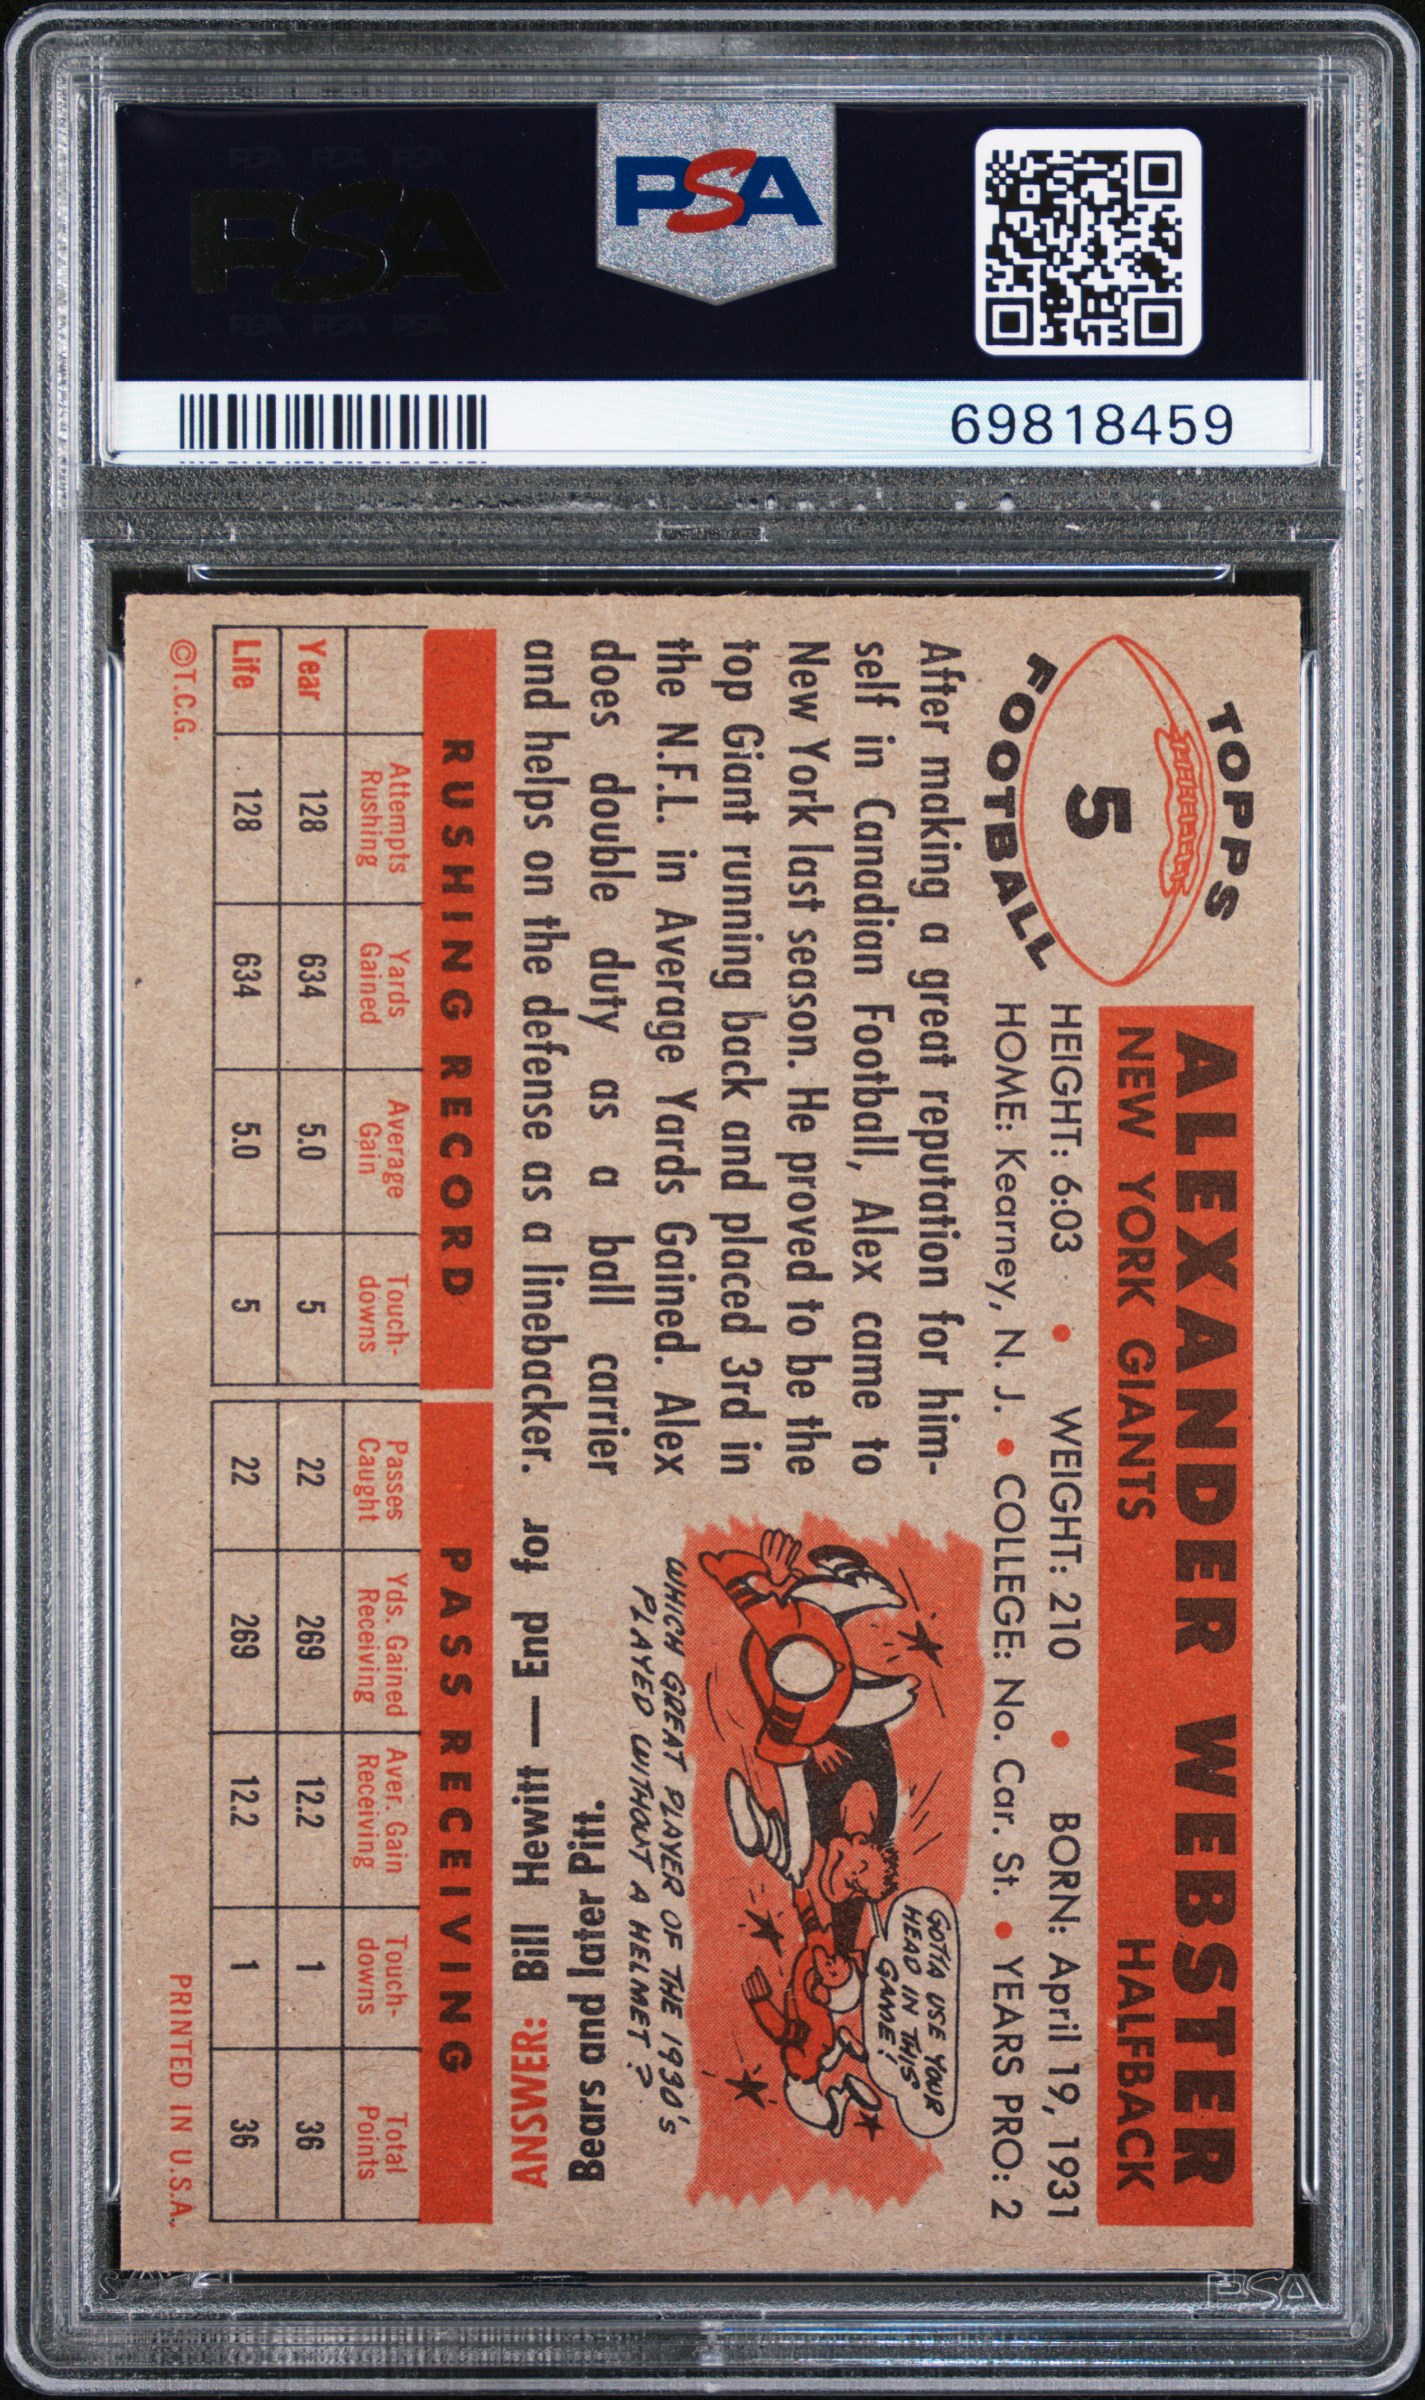 PSA PSA PSA
PSA
PSA PSA PSA
PSA
69818459
TOPPS
5
FOOTBALL
ALEXANDER WEBSTER
NEW YORK GIANTS HALFBACK
HEIGHT: 6:03 • WEIGHT: 210 • BORN: April 19, 1931
HOME: Kearney, N. J. • COLLEGE: No. Car. St. • YEARS PRO: 2
After making a great reputation for him-
self in Canadian Football, Alex came to
New York last season. He proved to be the
top Giant running back and placed 3rd in
the N.F.L. in Average Yards Gained. Alex
does double duty as a ball carrier
and helps on the defense as a linebacker.
GOTTA USE YOUR
HEAD IN THIS
GAME!
WHICH GREAT PLAYER OF THE 1930'S
PLAYED WITHOUT A HELMET?
ANSWER: Bill Hewitt — End for
Bears and later Pitt.
RUSHING RECORD
Attempts Rushing Yards Gained Average Gain Touch-downs
Year 128 634 5.0 5
Life 128 634 5.0 5
PASS RECEIVING
Passes Caught Yds. Gained Receiving Aver. Gain Receiving Touch-downs Total Points
22 269 12.2 1 36
22 269 12.2 1 36
©T.C.G. PRINTED IN U.S.A.
PSA